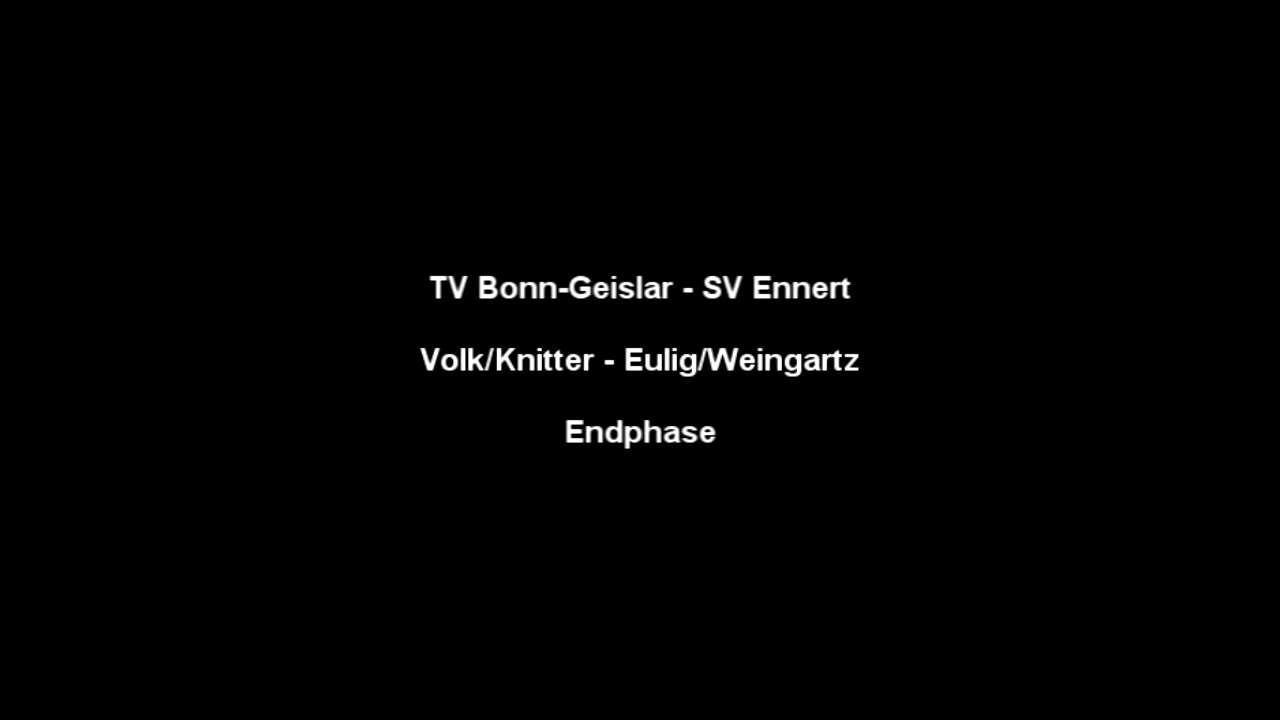 TV Bonn-Geislar - SV Ennert
Volk/Knitter - Eulig/Weingartz
Endphase